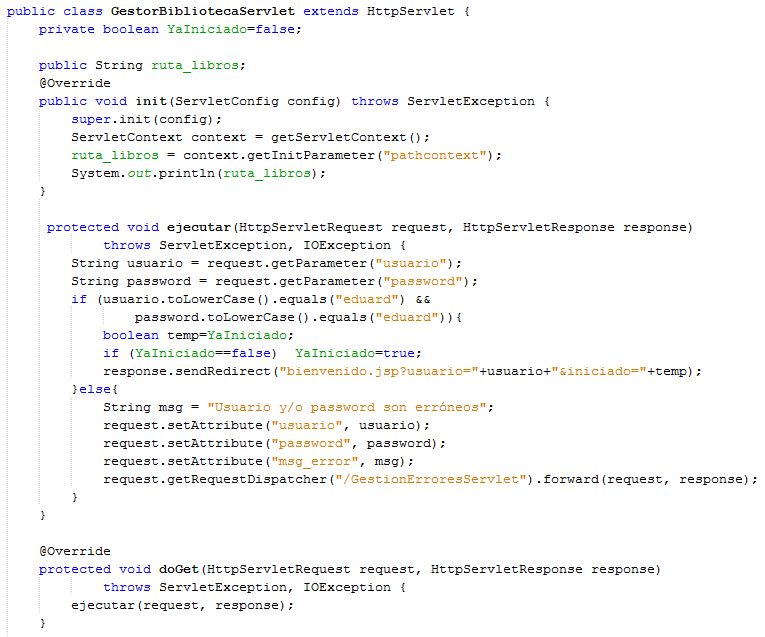 public class GestorBibliotecaServlet extends HttpServlet {
    private boolean YaIniciado=false;

    public String ruta_libros;
    @Override
    public void init(ServletConfig config) throws ServletException {
        super.init(config);
        ServletContext context = getServletContext();
        ruta_libros = context.getInitParameter("pathcontext");
        System.out.println(ruta_libros);
    }

     protected void ejecutar(HttpServletRequest request, HttpServletResponse response)
            throws ServletException, IOException {
        String usuario = request.getParameter("usuario");
        String password = request.getParameter("password");
        if (usuario.toLowerCase().equals("eduard") &&
                password.toLowerCase().equals("eduard")){
            boolean temp=YaIniciado;
            if (YaIniciado==false)  YaIniciado=true;
            response.sendRedirect("bienvenido.jsp?usuario="+usuario+"&iniciado="+temp);
        }else{
            String msg = "Usuario y/o password son erróneos";
            request.setAttribute("usuario", usuario);
            request.setAttribute("password", password);
            request.setAttribute("msg_error", msg);
            request.getRequestDispatcher("/GestionErroresServlet").forward(request, response);
        }
    }

    @Override
    protected void doGet(HttpServletRequest request, HttpServletResponse response)
            throws ServletException, IOException {
        ejecutar(request, response);
    }